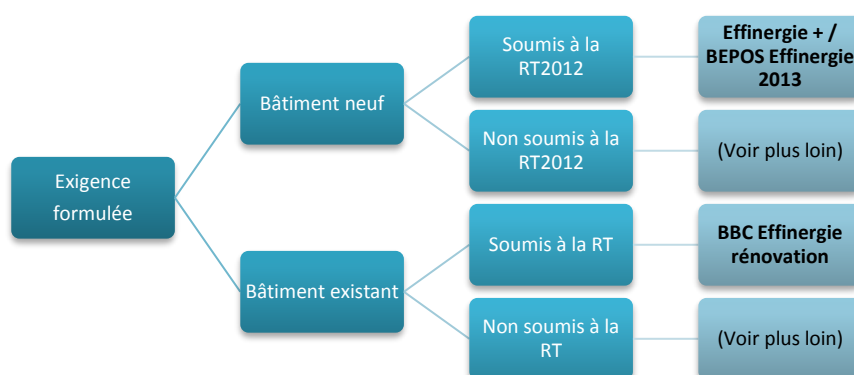 Exigence
formulée
Bâtiment neuf
Soumis à la
RT2012
Effinergie + /
BEPOS Effinergie
2013
Non soumis à la
RT2012
(Voir plus loin)
Bâtiment existant
Soumis à la RT
BBC Effinergie
rénovation
Non soumis à la
RT
(Voir plus loin)